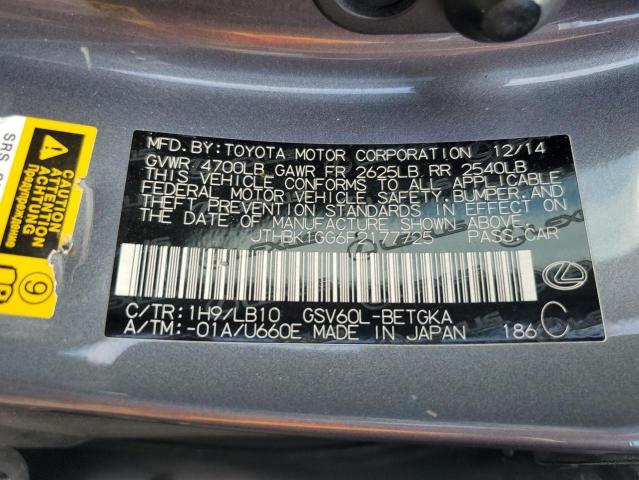 MFD. BY: TOYOTA MOTOR CORPORATION 12/14
GVWR 4700LB GAWR FR 2625LB RR 2540LB
THIS VEHICLE CONFORMS TO ALL APPLICABLE
FEDERAL MOTOR VEHICLE SAFETY, BUMPER, AND
THEFT PREVENTION STANDARDS IN EFFECT ON
THE DATE OF MANUFACTURE SHOWN ABOVE.
PASS.CAR
C/TR: 1H9/LB10 GSV60L-BETGKA
A/TM: -01A/U660E MADE IN JAPAN 186 C
CAUTION
ATTENTION
ACHTUNG
Предупреждение
SRS
9